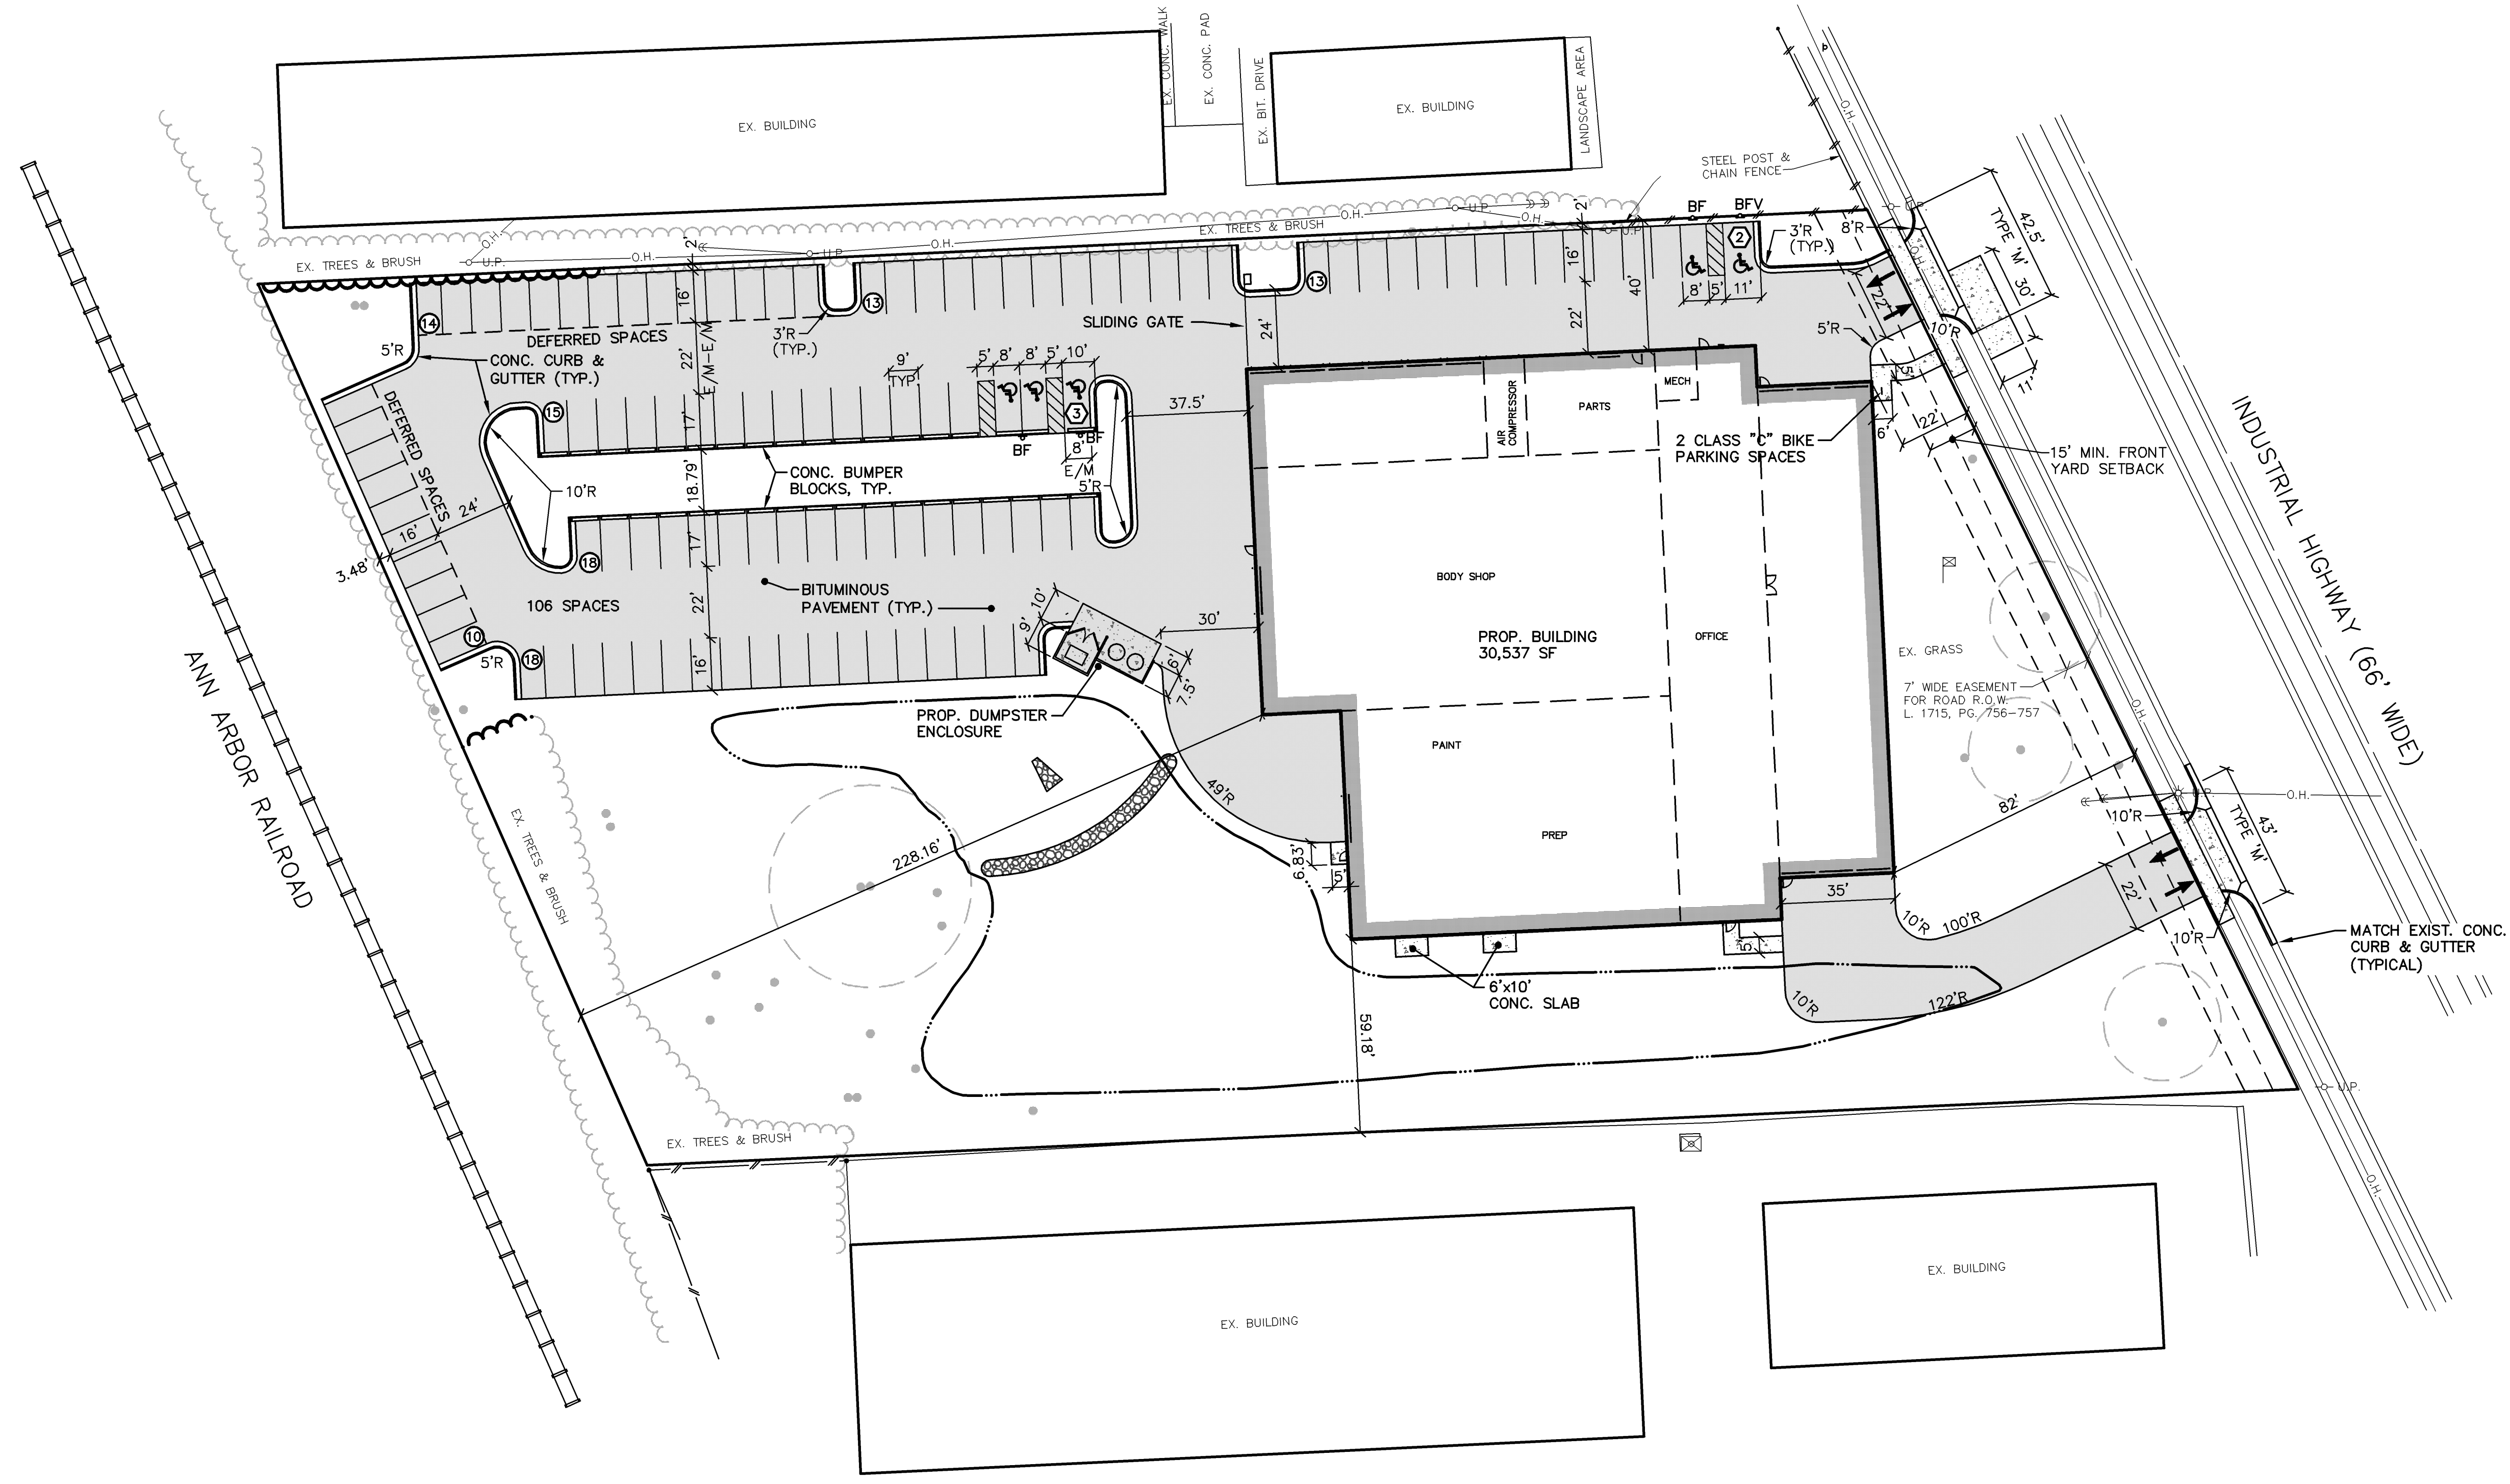 EX. CONC. WALK
EX. CONC. PAD
EX. BIT. DRIVE
LANDSCAPE AREA
EX. BUILDING
EX. BUILDING
O.H.
STEEL POST &
CHAIN FENCE
BF
BFV
U.P.
42.5'
TYPE 'M'
30'
11'
EX. TREES & BRUSH
O.H.
U.P.
O.H.
O.H.
U.P.
O.H.
EX. TREES & BRUSH
O.H.
U.P.
O.H.
U.P.
2'
2'
3'R
(TYP.)
8'R
O.H.
2
14
13
13
16'
16'
40'
8'
5'
11'
22'
22'
24'
5'R
10'R
DEFERRED SPACES
3'R
(TYP.)
SLIDING GATE
5'R
CONC. CURB &
GUTTER (TYP.)
22'
E/M-E/M
9'
TYP.
5'
8'
8'
5'
10'
3
15
DEFERRED SPACES
17'
37.5'
BF
BF
8'
E/M
5'R
CONC. BUMPER
BLOCKS, TYP.
18.79'
10'R
24'
16'
3.48'
18
17'
106 SPACES
22'
BITUMINOUS
PAVEMENT (TYP.)
10
5'R
18
16'
9'
10'
30'
6'
7.5'
PROP. DUMPSTER
ENCLOSURE
AIR
COMPRESSOR
PARTS
MECH
2 CLASS "C" BIKE
PARKING SPACES
5'
6'
22'
15' MIN. FRONT
YARD SETBACK
INDUSTRIAL HIGHWAY (66' WIDE)
BODY SHOP
PROP. BUILDING
30,537 SF
OFFICE
EX. GRASS
7' WIDE EASEMENT
FOR ROAD R.O.W.
L. 1715, PG. 756-757
ANN ARBOR RAILROAD
PAINT
PREP
49'R
228.16'
6.83'
5'
EX. TREES & BRUSH
O.H.
U.P.
O.H.
82'
10'R
43'
TYPE 'M'
35'
22'
10'R
100'R
10'R
MATCH EXIST. CONC.
CURB & GUTTER
(TYPICAL)
5'
6'x10'
CONC. SLAB
10'R
122'R
59.18'
U.P.
EX. TREES & BRUSH
O.H.
EX. BUILDING
EX. BUILDING